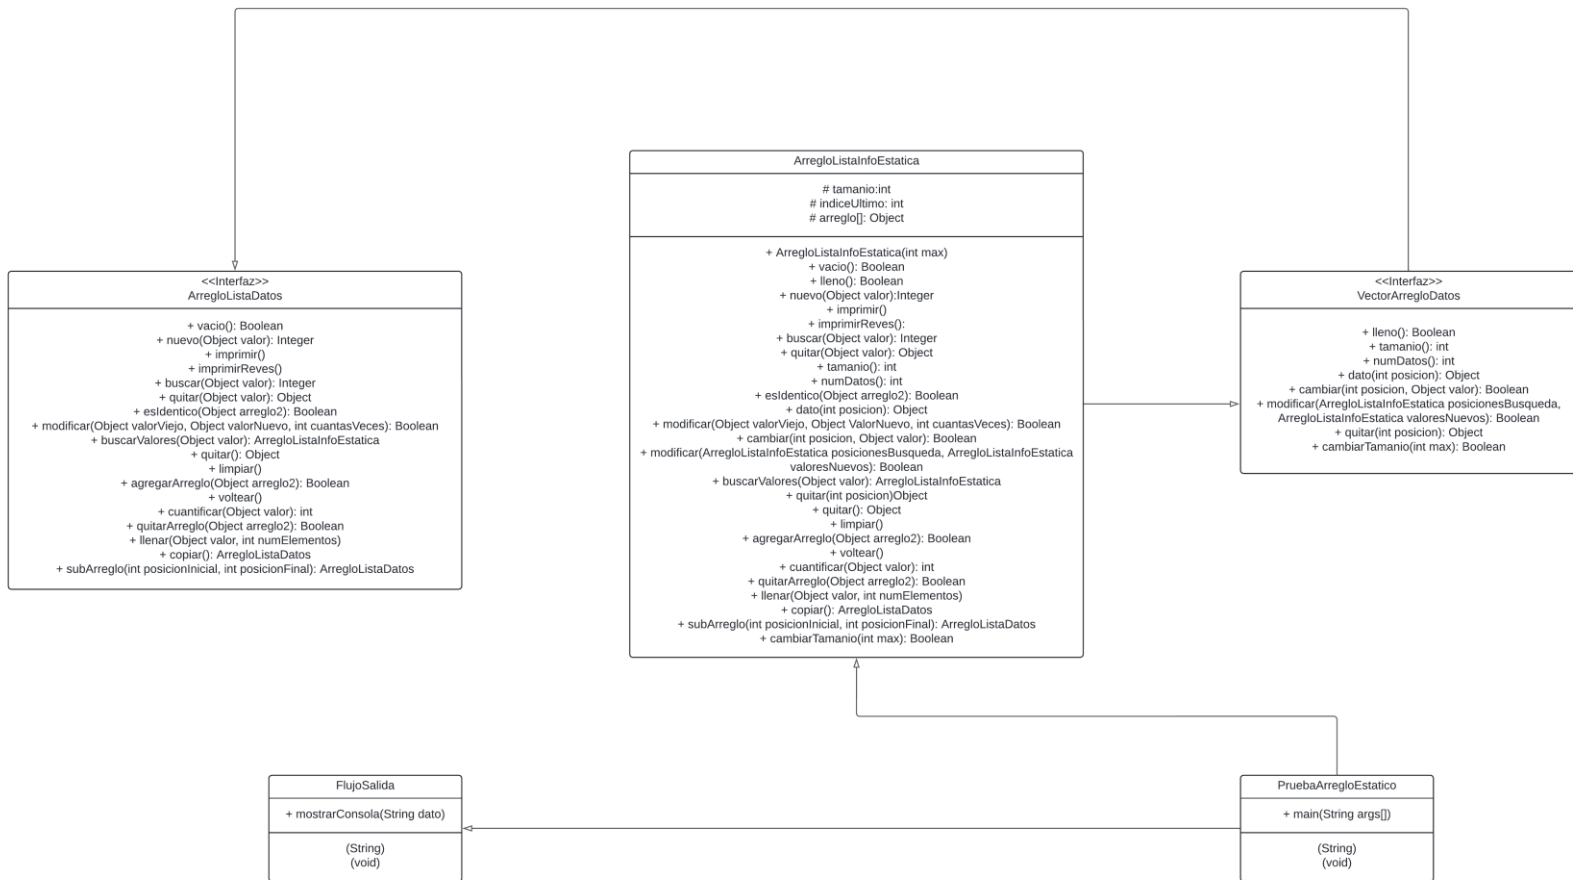 ArregloListaInfoEstatica
# tamanio:int
# indiceUltimo: int
# arreglo[]: Object
+ ArregloListaInfoEstatica(int max)
+ vacio(): Boolean
+ lleno(): Boolean
+ nuevo(Object valor):Integer
+ imprimir()
+ imprimirReves():
+ buscar(Object valor): Integer
+ quitar(Object valor): Object
+ tamanio(): int
+ numDatos(): int
+ esIdentico(Object arreglo2): Boolean
+ dato(int posicion): Object
+ modificar(Object valorViejo, Object ValorNuevo, int cuantasVeces): Boolean
+ cambiar(int posicion, Object valor): Boolean
+ modificar(ArregloListaInfoEstatica posicionesBusqueda, ArregloListaInfoEstatica
valoresNuevos): Boolean
+ buscarValores(Object valor): ArregloListaInfoEstatica
+ quitar(int posicion)Object
+ quitar(): Object
+ limpiar()
+ agregarArreglo(Object arreglo2): Boolean
+ voltear()
+ cuantificar(Object valor): int
+ quitarArreglo(Object arreglo2): Boolean
+ llenar(Object valor, int numElementos)
+ copiar(): ArregloListaDatos
+ subArreglo(int posicionInicial, int posicionFinal): ArregloListaDatos
+ cambiarTamanio(int max): Boolean
<<Interfaz>>
ArregloListaDatos
+ vacio(): Boolean
+ nuevo(Object valor): Integer
+ imprimir()
+ imprimirReves()
+ buscar(Object valor): Integer
+ quitar(Object valor): Object
+ esIdentico(Object arreglo2): Boolean
+ modificar(Object valorViejo, Object valorNuevo, int cuantasVeces): Boolean
+ buscarValores(Object valor): ArregloListaInfoEstatica
+ quitar(): Object
+ limpiar()
+ agregarArreglo(Object arreglo2): Boolean
+ voltear()
+ cuantificar(Object valor): int
+ quitarArreglo(Object arreglo2): Boolean
+ llenar(Object valor, int numElementos)
+ copiar(): ArregloListaDatos
+ subArreglo(int posicionInicial, int posicionFinal): ArregloListaDatos
<<Interfaz>>
VectorArregloDatos
+ lleno(): Boolean
+ tamanio(): int
+ numDatos(): int
+ dato(int posicion): Object
+ cambiar(int posicion, Object valor): Boolean
+ modificar(ArregloListaInfoEstatica posicionesBusqueda,
ArregloListaInfoEstatica valoresNuevos): Boolean
+ quitar(int posicion): Object
+ cambiarTamanio(int max): Boolean
FlujoSalida
+ mostrarConsola(String dato)
(String)
(void)
PruebaArregloEstatico
+ main(String args[])
(String)
(void)